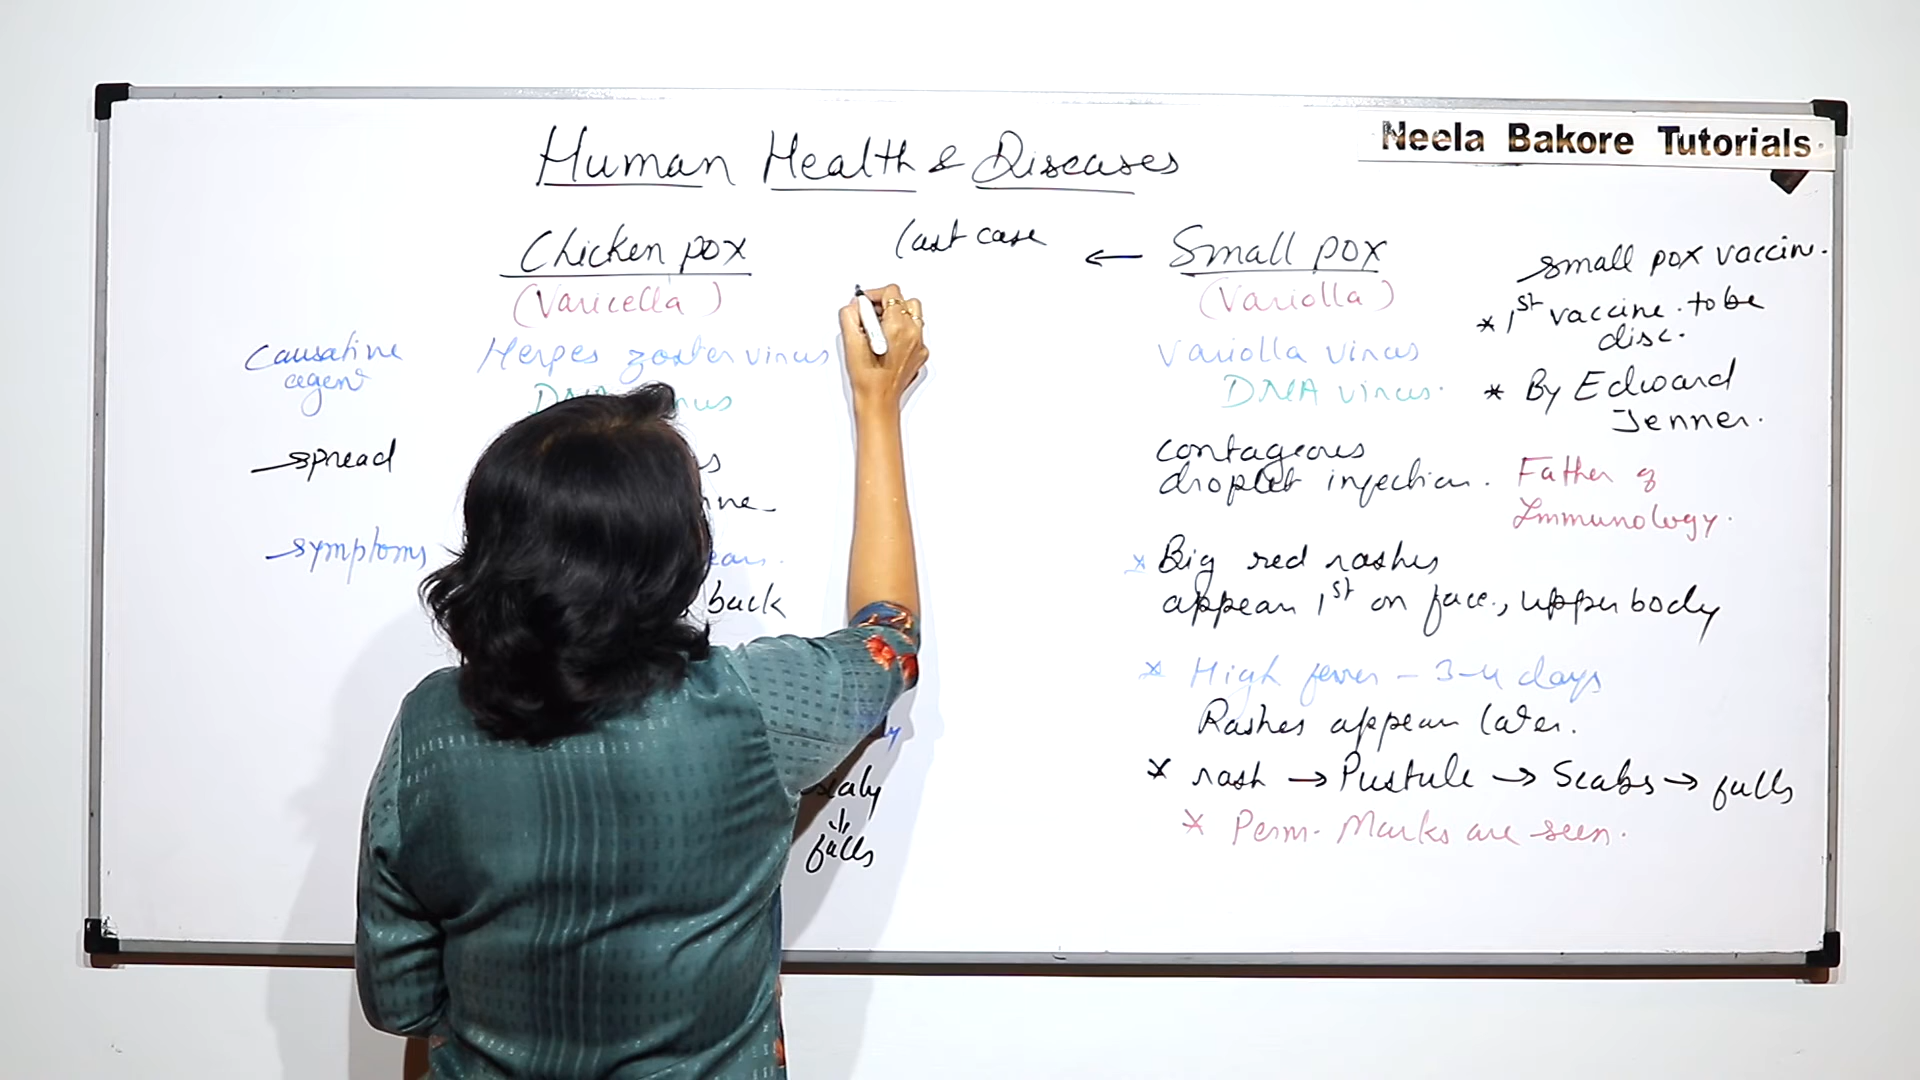 Human Health & Diseases
Neela Bakore Tutorials
Chicken pox
(Varicella)
Causative agent
Herpes zoster virus
spread
symptoms
back
scaly
↓
falls
last case ←
Small pox
(Variolla)
Variolla virus
DNA virus.
contageous
droplet injection.
* Big red rashes
appear 1st on face, upper body
* High fever - 3-4 days
Rashes appear later.
* rash → Pustule → Scabs → falls
* Perm. Marks are seen.
small pox vaccin.
* 1st vaccine. to be
disc.
* By Edward
Jenner.
Father of
Immunology.